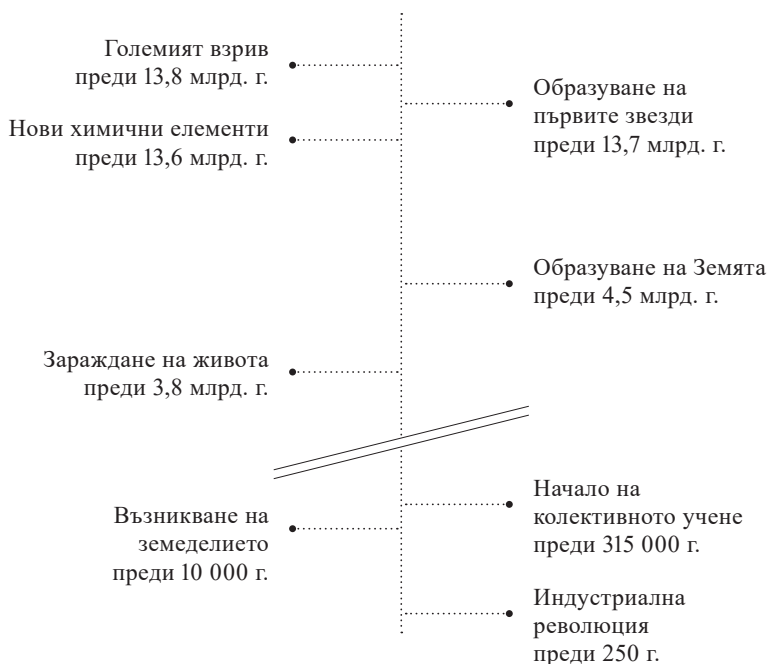 Големият взрив
преди 13,8 млрд. г.
Образуване на
първите звезди
преди 13,7 млрд. г.
Нови химични елементи
преди 13,6 млрд. г.
Образуване на Земята
преди 4,5 млрд. г.
Зараждане на живота
преди 3,8 млрд. г.
Начало на
колективното учене
преди 315 000 г.
Възникване на
земеделието
преди 10 000 г.
Индустриална
революция
преди 250 г.